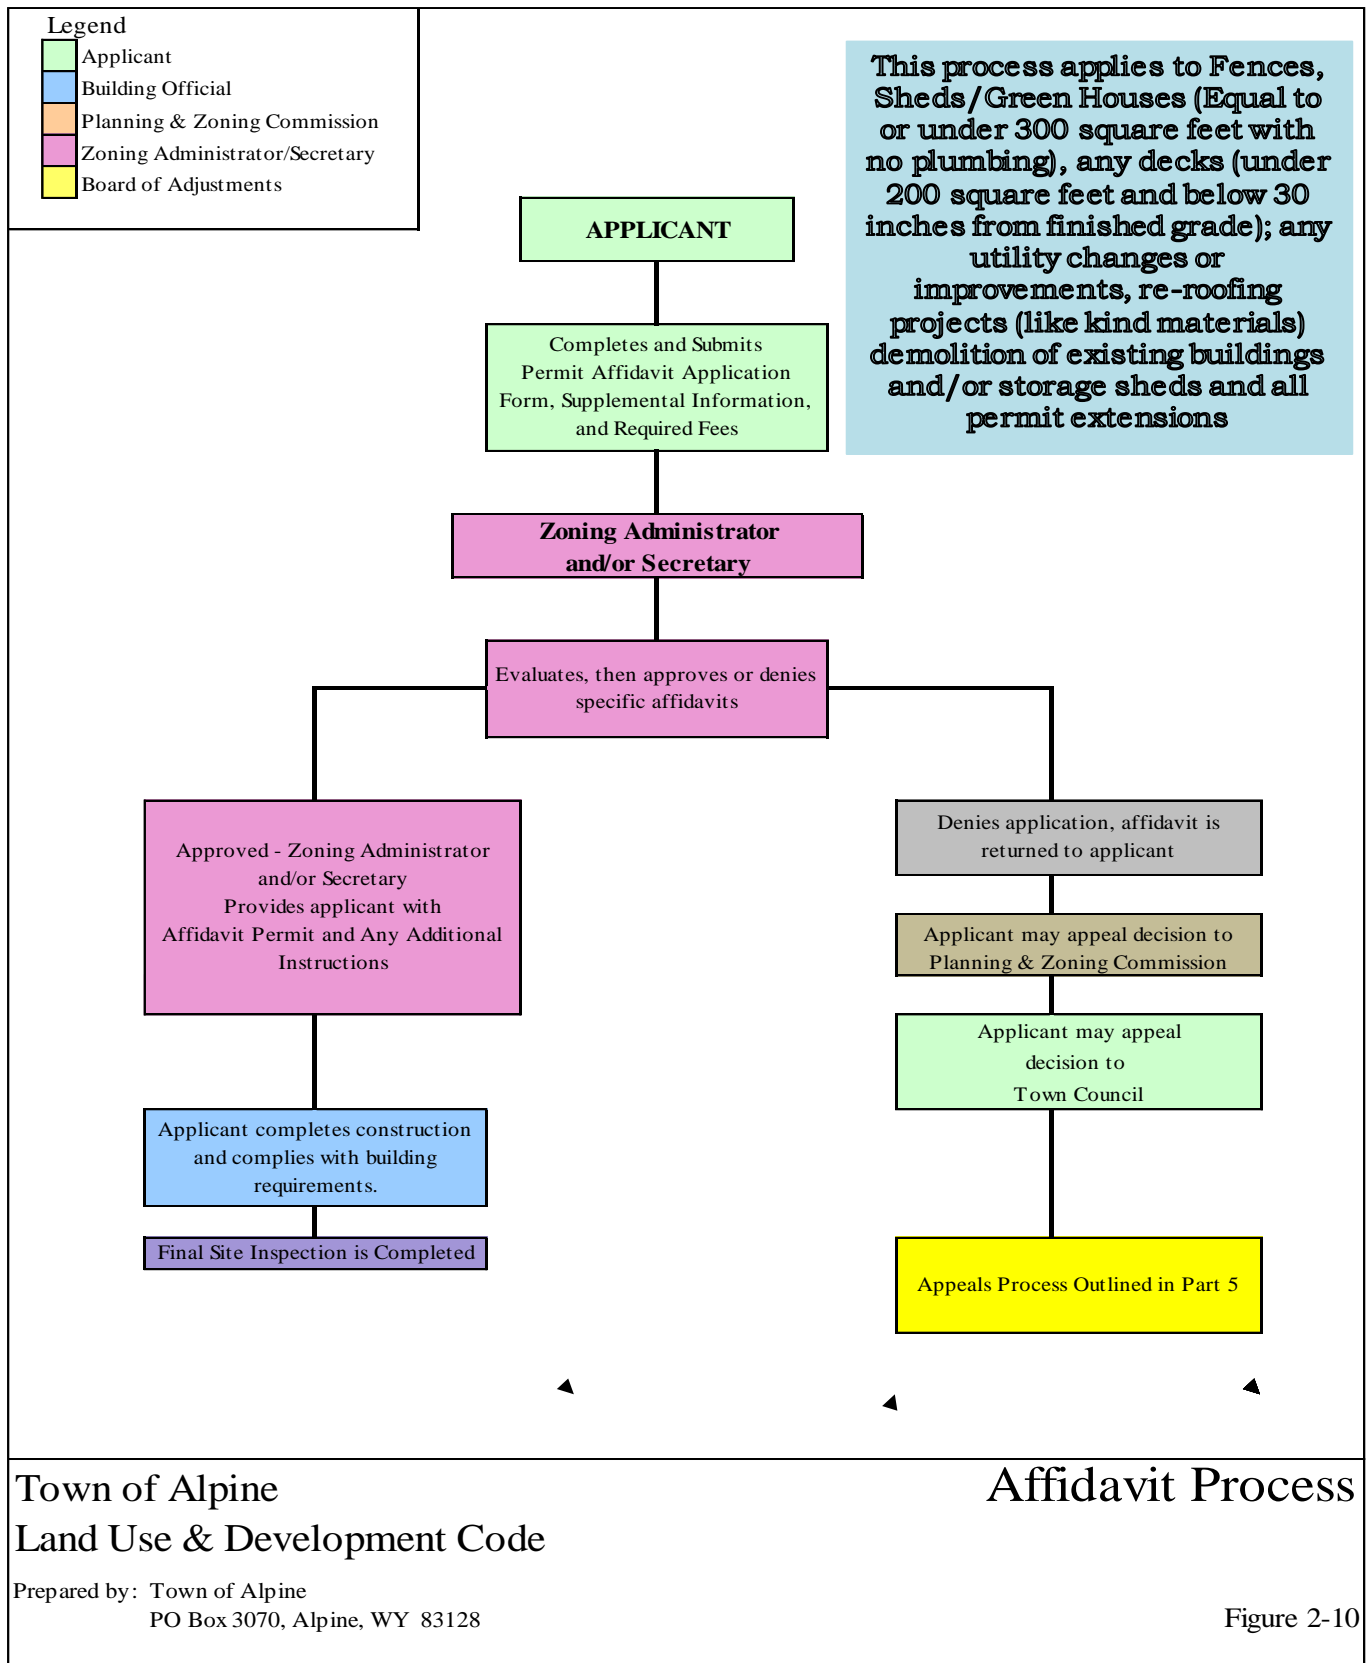 Legend
Applicant
Building Official
Planning & Zoning Commission
Zoning Administrator/Secretary
Board of Adjustments
This process applies to Fences,
Sheds/Green Houses (Equal to
or under 300 square feet with
no plumbing), any decks (under
200 square feet and below 30
inches from finished grade); any
utility changes or
improvements, re-roofing
projects (like kind materials)
demolition of existing buildings
and/or storage sheds and all
permit extensions
APPLICANT
Completes and Submits
Permit Affidavit Application
Form, Supplemental Information,
and Required Fees
Zoning Administrator
and/or Secretary
Evaluates, then approves or denies
specific affidavits
Approved - Zoning Administrator
and/or Secretary
Provides applicant with
Affidavit Permit and Any Additional
Instructions
Applicant completes construction
and complies with building
requirements.
Final Site Inspection is Completed
Denies application, affidavit is
returned to applicant
Applicant may appeal decision to
Planning & Zoning Commission
Applicant may appeal
decision to
Town Council
Appeals Process Outlined in Part 5
Town of Alpine
Land Use & Development Code
Prepared by: Town of Alpine
PO Box 3070, Alpine, WY 83128
Affidavit Process
Figure 2-10